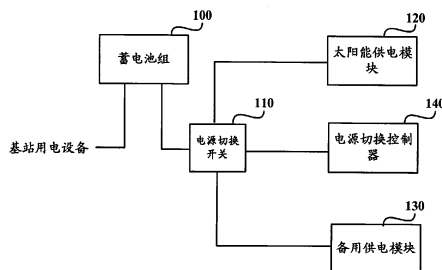 100
蓄电池组
120
太阳能供电模
块
110
电源切换
开关
140
电源切换控制
器
基站用电设备
130
备用供电模块